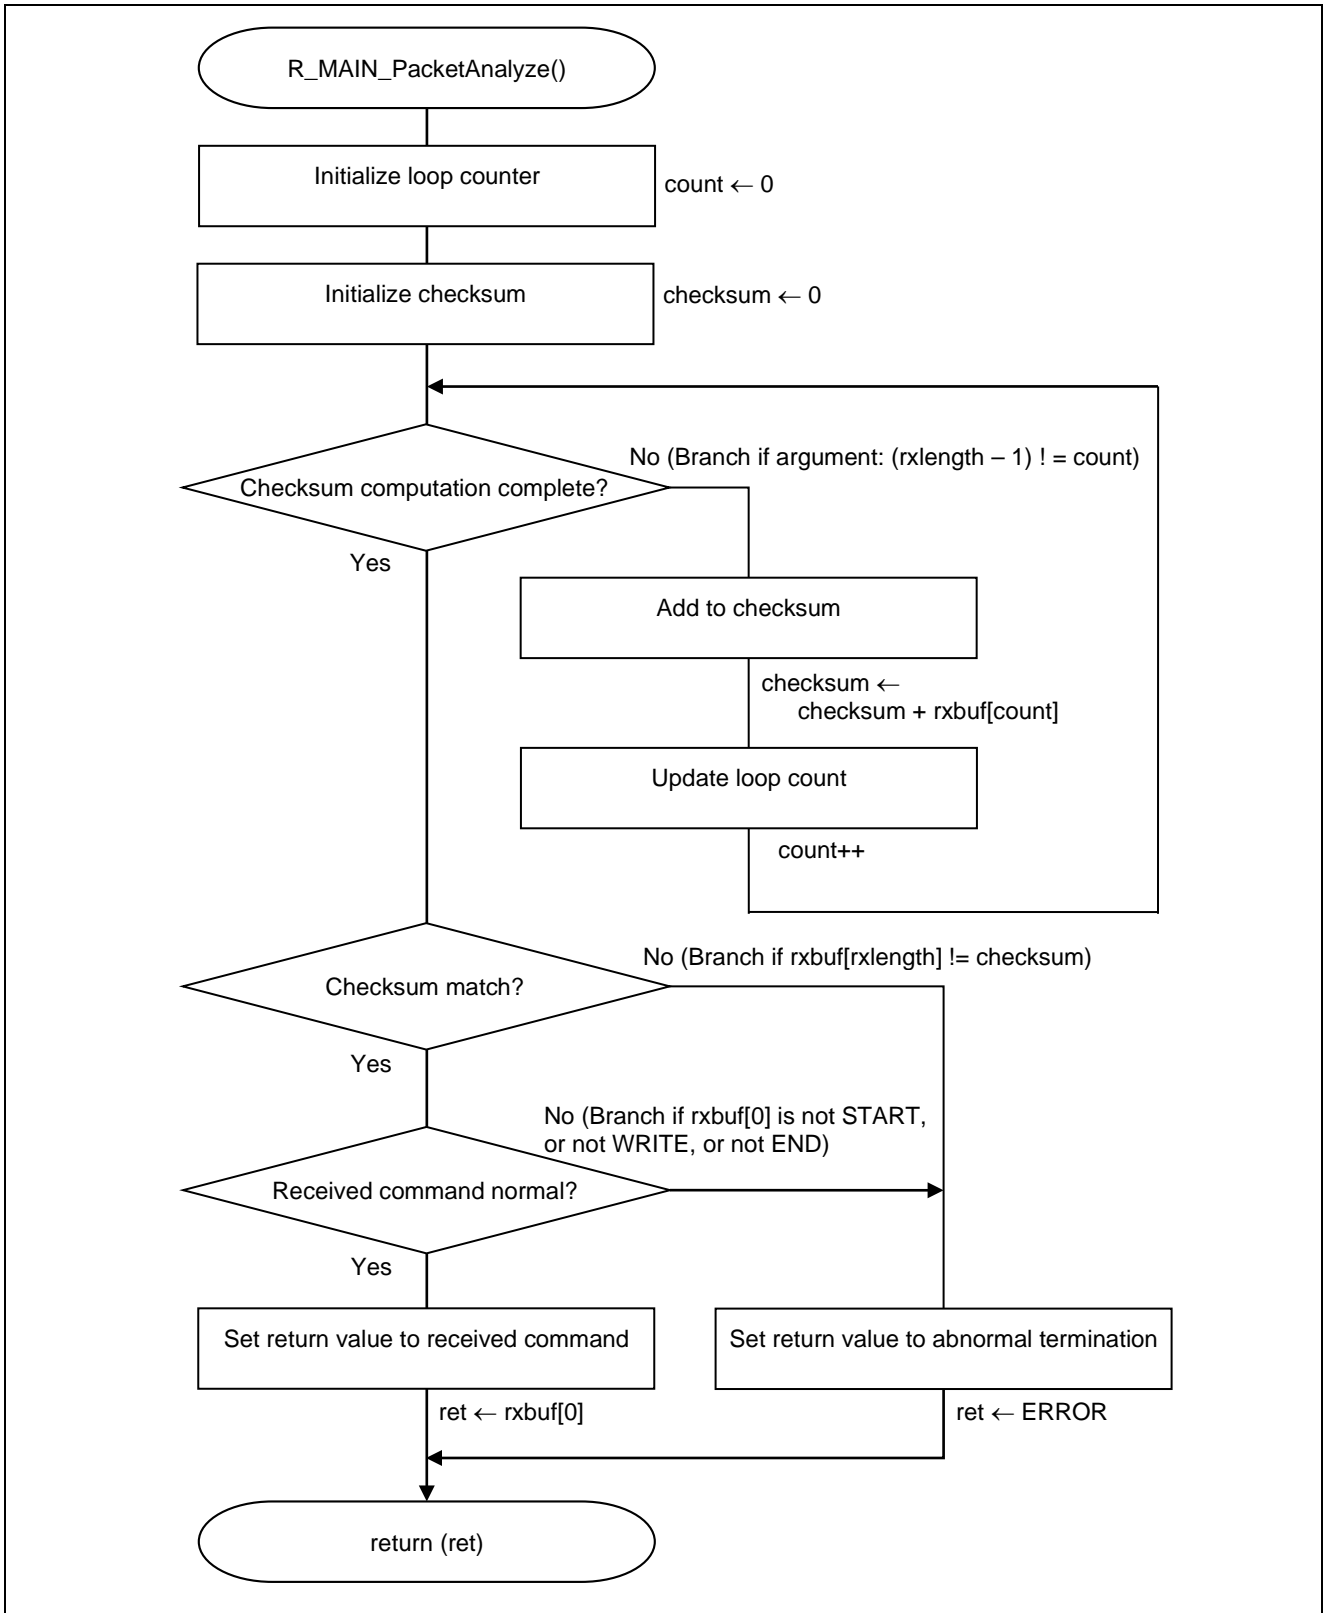 R_MAIN_PacketAnalyze()
Initialize loop counter
count ← 0
Initialize checksum
checksum ← 0
No (Branch if argument: (rxlength – 1) ! = count)
Checksum computation complete?
Yes
Add to checksum
checksum ←
checksum + rxbuf[count]
Update loop count
count++
No (Branch if rxbuf[rxlength] != checksum)
Checksum match?
Yes
No (Branch if rxbuf[0] is not START,
or not WRITE, or not END)
Received command normal?
Yes
Set return value to received command
Set return value to abnormal termination
ret ← rxbuf[0]
ret ← ERROR
return (ret)